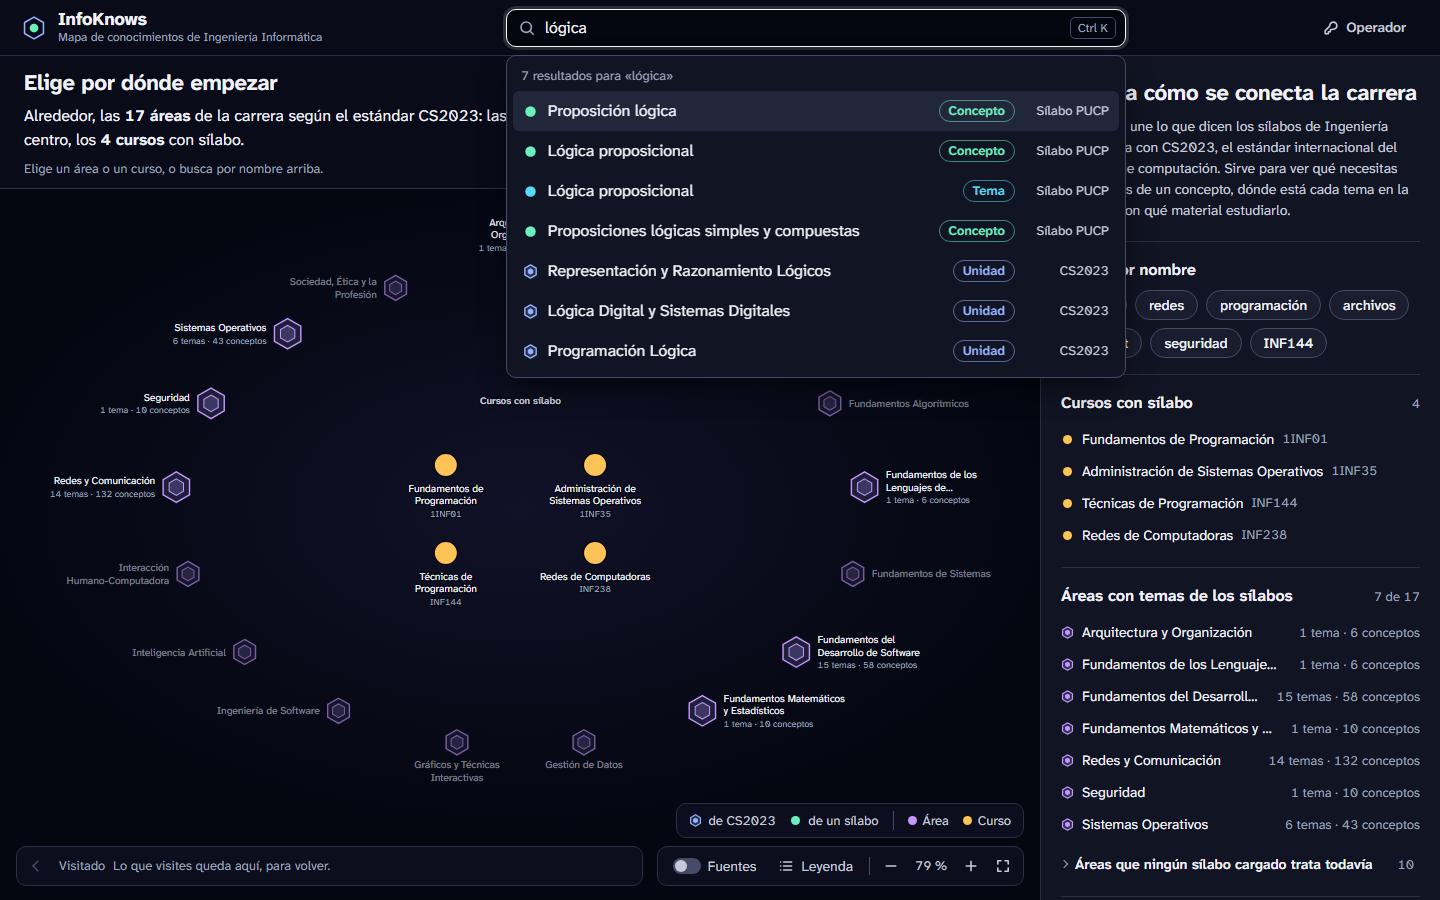 InfoKnows
Mapa de conocimientos de Ingeniería Informática
lógica
Ctrl K
Operador
Elige por dónde empezar
Alrededor, las 17 áreas de la carrera según el estándar CS2023: las
centro, los 4 cursos con sílabo.
Elige un área o un curso, o busca por nombre arriba.
7 resultados para «lógica»
Proposición lógica Concepto Sílabo PUCP
Lógica proposicional Concepto Sílabo PUCP
Lógica proposicional Tema Sílabo PUCP
Proposiciones lógicas simples y compuestas Concepto Sílabo PUCP
Representación y Razonamiento Lógicos Unidad CS2023
Lógica Digital y Sistemas Digitales Unidad CS2023
Programación Lógica Unidad CS2023
a cómo se conecta la carrera
une lo que dicen los sílabos de Ingeniería
a con CS2023, el estándar internacional del
e computación. Sirve para ver qué necesitas
s de un concepto, dónde está cada tema en la
on qué material estudiarlo.
or nombre
redes
programación
archivos
t
seguridad
INF144
Cursos con sílabo 4
Fundamentos de Programación 1INF01
Administración de Sistemas Operativos 1INF35
Técnicas de Programación INF144
Redes de Computadoras INF238
Áreas con temas de los sílabos 7 de 17
Arquitectura y Organización 1 tema · 6 conceptos
Fundamentos de los Lenguaje... 1 tema · 6 conceptos
Fundamentos del Desarroll... 15 temas · 58 conceptos
Fundamentos Matemáticos y ... 1 tema · 10 conceptos
Redes y Comunicación 14 temas · 132 conceptos
Seguridad 1 tema · 10 conceptos
Sistemas Operativos 6 temas · 43 conceptos
Áreas que ningún sílabo cargado trata todavía 10
Arq
Org
1 tema
Sociedad, Ética y la
Profesión
Sistemas Operativos
6 temas · 43 conceptos
Seguridad
1 tema · 10 conceptos
Redes y Comunicación
14 temas · 132 conceptos
Interacción
Humano-Computadora
Inteligencia Artificial
Ingeniería de Software
Gráficos y Técnicas
Interactivas
Gestión de Datos
Fundamentos Matemáticos
y Estadísticos
1 tema · 10 conceptos
Fundamentos del
Desarrollo de Software
15 temas · 58 conceptos
Fundamentos de Sistemas
Fundamentos de los
Lenguajes de...
1 tema · 6 conceptos
Fundamentos Algorítmicos
Cursos con sílabo
Fundamentos de
Programación
1INF01
Administración de
Sistemas Operativos
1INF35
Técnicas de
Programación
INF144
Redes de Computadoras
INF238
de CS2023
de un sílabo
Área
Curso
Visitado Lo que visites queda aquí, para volver.
Fuentes
Leyenda
79 %